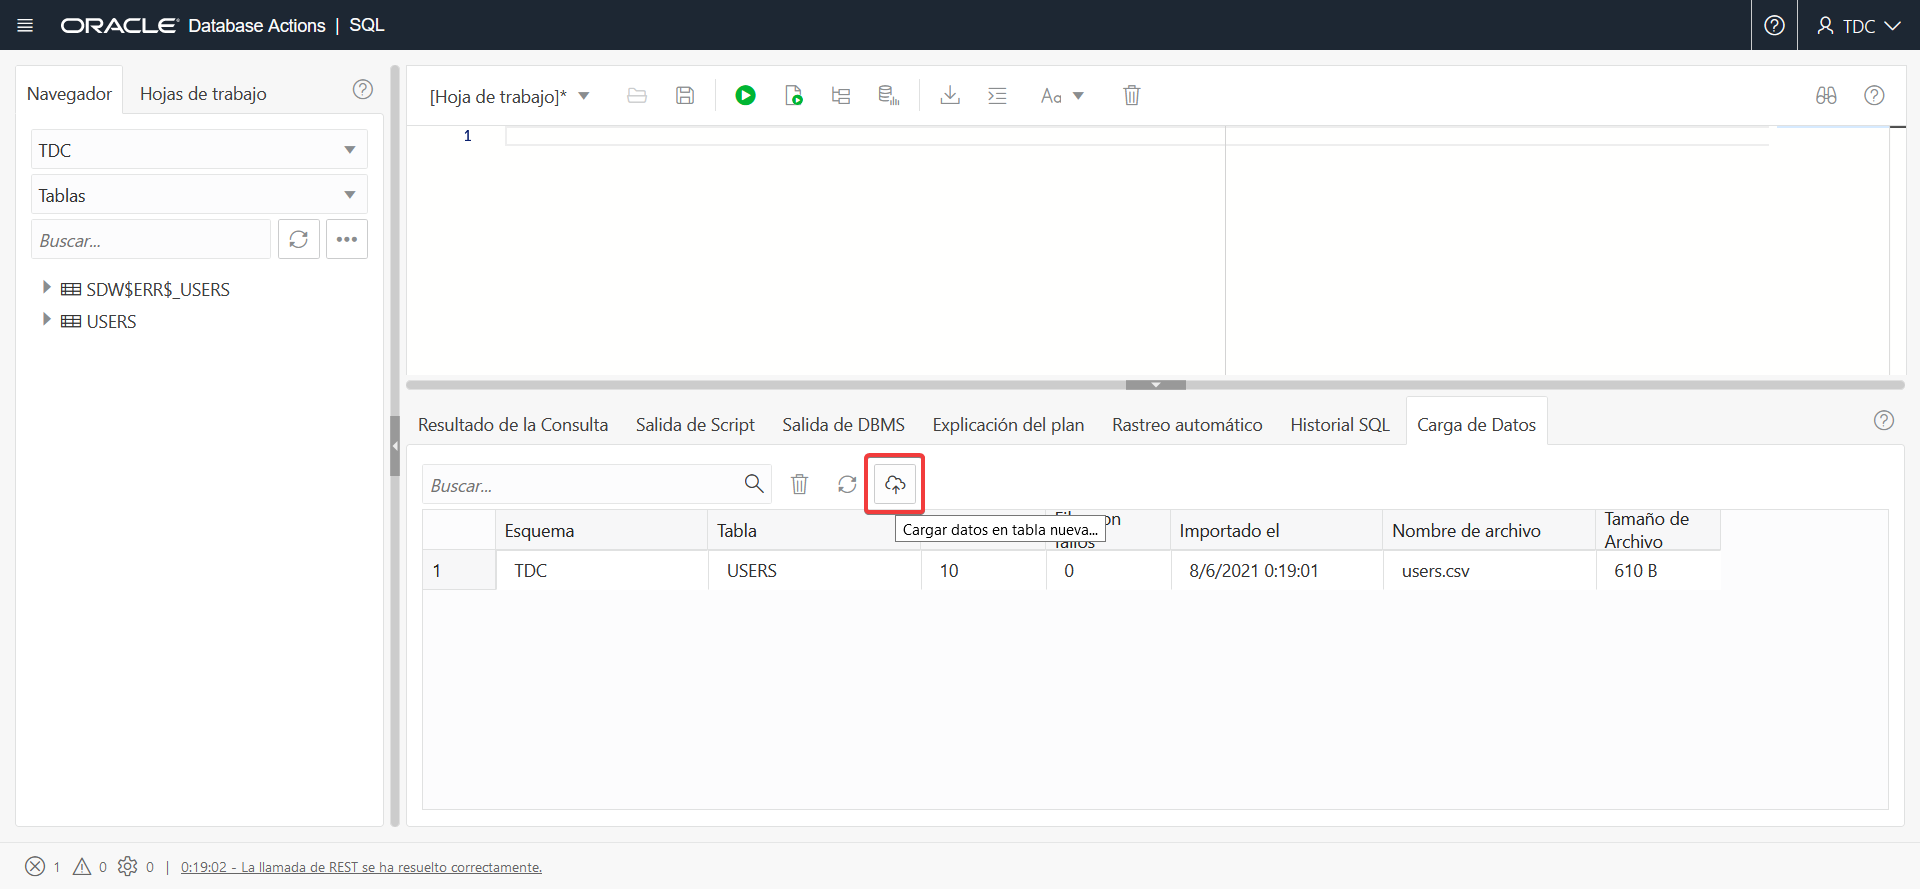 ORACLE Database Actions | SQL
TDC
Navegador
Hojas de trabajo
TDC
Tablas
Buscar...
SDW$ERR$_USERS
USERS
[Hoja de trabajo]*
Aa
1
Resultado de la Consulta
Salida de Script
Salida de DBMS
Explicación del plan
Rastreo automático
Historial SQL
Carga de Datos
Buscar...
Cargar datos en tabla nueva...
Esquema
Tabla
Importado el
Nombre de archivo
Tamaño de
Archivo
1 TDC USERS 10 0 8/6/2021 0:19:01 users.csv 610 B
1 0 0 | 0:19:02 - La llamada de REST se ha resuelto correctamente.